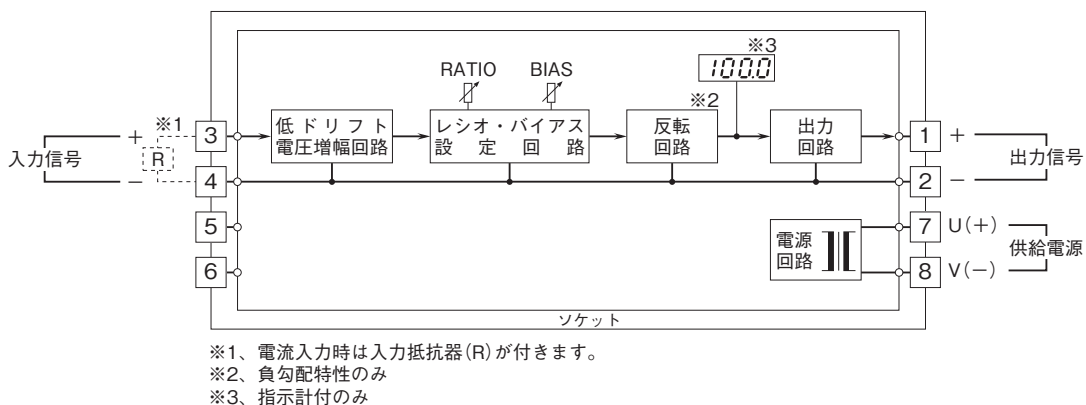 ※3
100.0
RATIO
BIAS
※2
※1
入力信号
+
R
−
3
4
5
6
低ドリフト
電圧増幅回路
レシオ・バイアス
設定回路
反転
回路
出力
回路
1
+
2
−
出力信号
電源
回路
7
U(+)
8
V(−)
供給電源
ソケット
※1、電流入力時は入力抵抗器(R)が付きます。
※2、負勾配特性のみ
※3、指示計付のみ